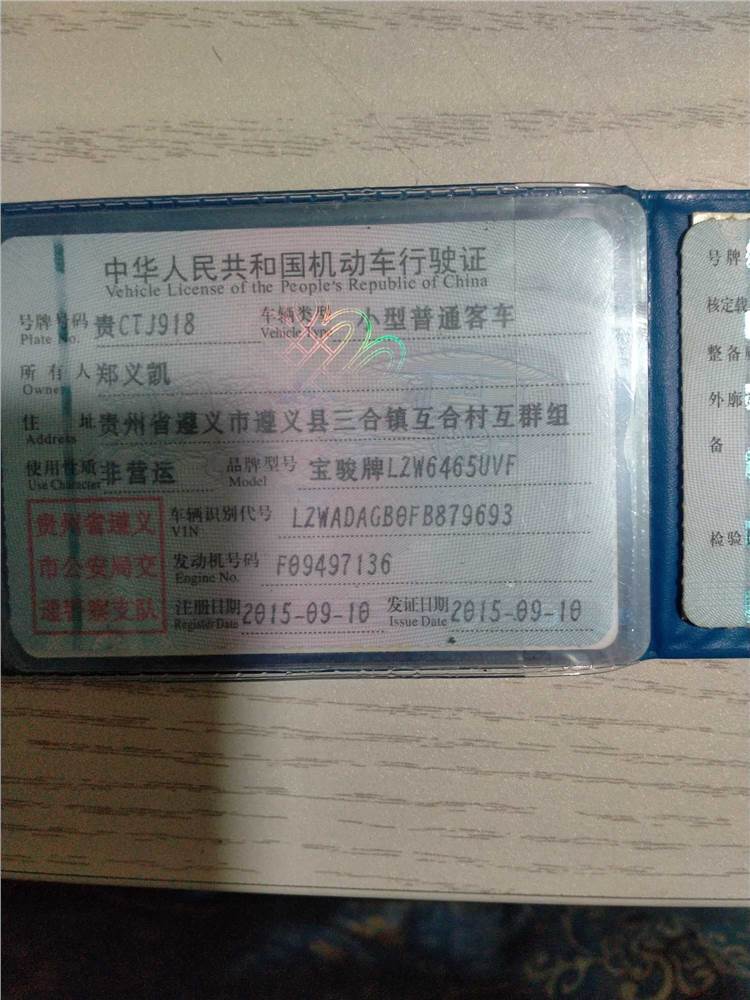 中华人民共和国机动车行驶证
Vehicle License of the People's Republic of China
号牌号码 贵CTJ918 车辆类型 小型普通客车
Plate No. Vehicle Type
所有人 郑义凯
Owner
住址 贵州省遵义市遵义县三合镇互合村互群组
Address
使用性质 非营运 品牌型号 宝骏牌LZW6465UVF
Use Character Model
贵州省遵义
市公安局交
通警察支队
车辆识别代号 LZWADAGB0FB879693
VIN
发动机号码 F09497136
Engine No.
注册日期 2015-09-10 发证日期 2015-09-10
Register Date Issue Date
号牌
核定载
整备
外廓
备
检验